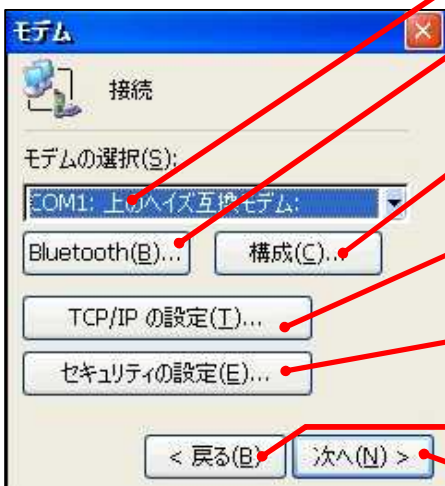 モデム
接続
モデムの選択(S):
COM1: 上のヘイズ互換モデム:
Bluetooth(B)... 構成(C)...
TCP/IP の設定(T)...
セキュリティの設定(E)...
< 戻る(B) 次へ(N) >